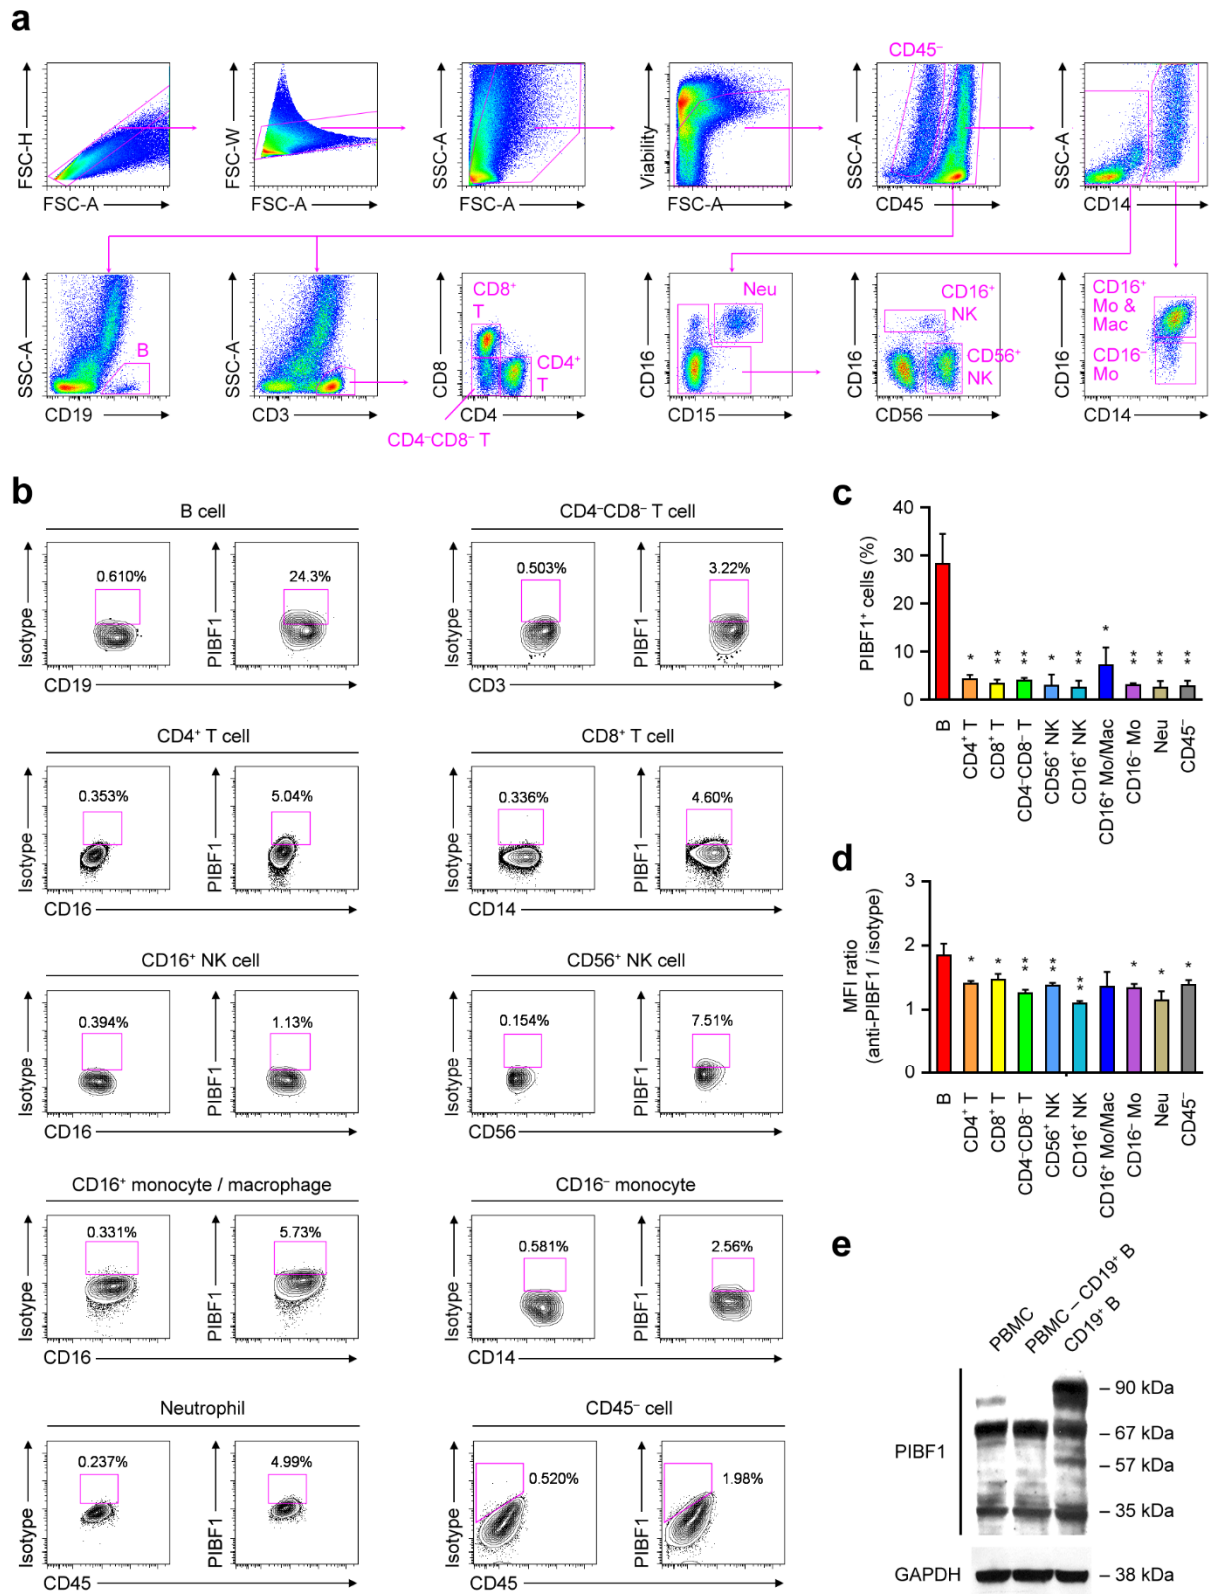 a
CD45⁻
FSC-H
FSC-A
FSC-W
FSC-A
SSC-A
FSC-A
Viability
FSC-A
SSC-A
CD45
SSC-A
CD14
SSC-A
CD19
B
SSC-A
CD3
CD8
CD4
CD8⁺
T
CD4⁺
T
CD4⁻CD8⁻ T
CD16
CD15
Neu
CD16
CD56
CD16⁺
NK
CD56⁺
NK
CD16
CD14
CD16⁺
Mo &
Mac
CD16⁻
Mo
b
B cell
Isotype
0.610%
PIBF1
24.3%
CD19
CD4⁻CD8⁻ T cell
Isotype
0.503%
PIBF1
3.22%
CD3
CD4⁺ T cell
Isotype
0.353%
PIBF1
5.04%
CD16
CD8⁺ T cell
Isotype
0.336%
PIBF1
4.60%
CD14
CD16⁺ NK cell
Isotype
0.394%
PIBF1
1.13%
CD16
CD56⁺ NK cell
Isotype
0.154%
PIBF1
7.51%
CD56
CD16⁺ monocyte / macrophage
Isotype
0.331%
PIBF1
5.73%
CD16
CD16⁻ monocyte
Isotype
0.581%
PIBF1
2.56%
CD14
Neutrophil
Isotype
0.237%
PIBF1
4.99%
CD45
CD45⁻ cell
Isotype
0.520%
PIBF1
1.98%
CD45
c
PIBF1⁺ cells (%)
40
30
20
10
0
* ** ** * ** * ** ** **
B
CD4⁺ T
CD8⁺ T
CD4⁻CD8⁻ T
CD56⁺ NK
CD16⁺ NK
CD16⁺ Mo/Mac
CD16⁻ Mo
Neu
CD45⁻
d
MFI ratio
(anti-PIBF1 / isotype)
3
2
1
0
* * ** ** ** * * *
B
CD4⁺ T
CD8⁺ T
CD4⁻CD8⁻ T
CD56⁺ NK
CD16⁺ NK
CD16⁺ Mo/Mac
CD16⁻ Mo
Neu
CD45⁻
e
PBMC
PBMC – CD19⁺ B
CD19⁺ B
PIBF1
– 90 kDa
– 67 kDa
– 57 kDa
– 35 kDa
GAPDH
– 38 kDa